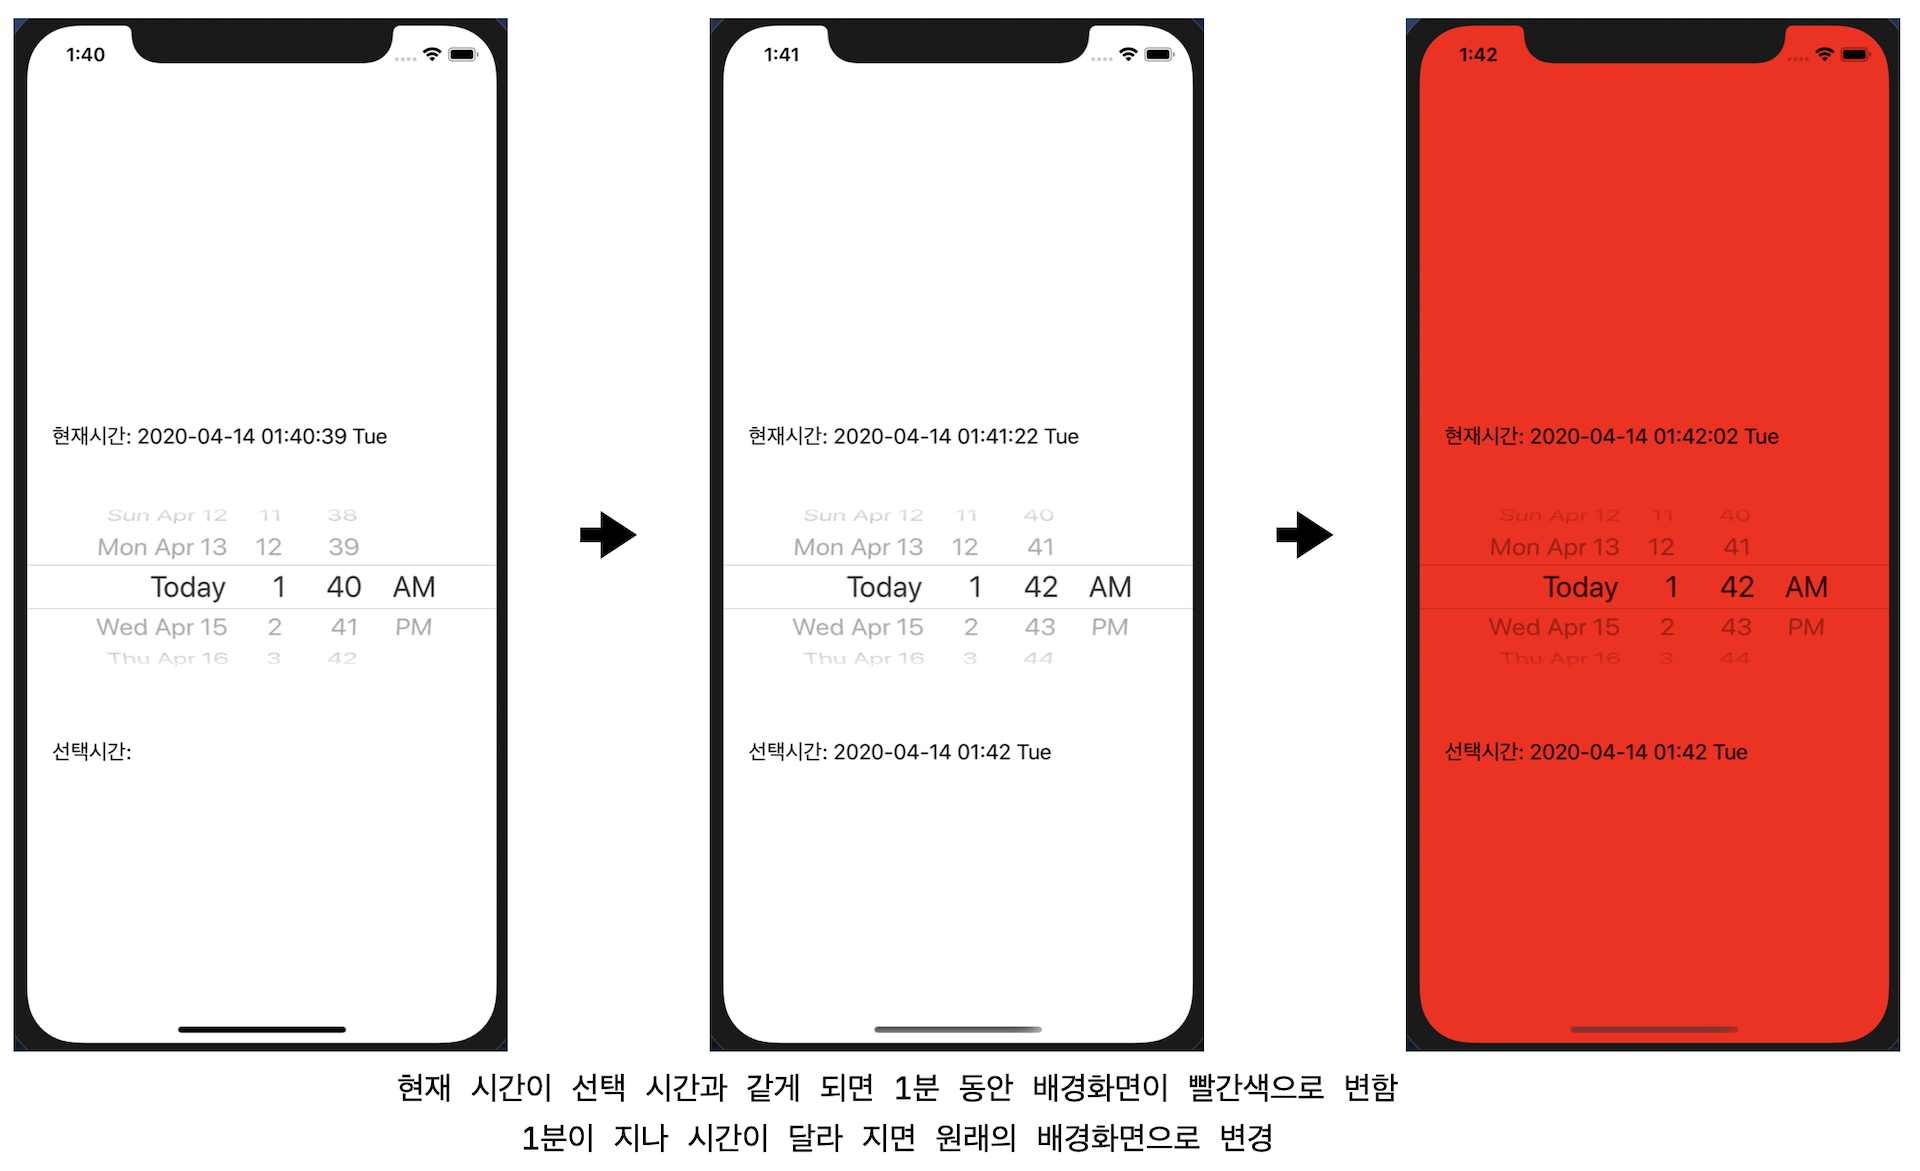 1:40
현재시간: 2020-04-14 01:40:39 Tue
Sun Apr 12 11 38
Mon Apr 13 12 39
Today 1 40 AM
Wed Apr 15 2 41 PM
Thu Apr 16 3 42
선택시간:
1:41
현재시간: 2020-04-14 01:41:22 Tue
Sun Apr 12 11 40
Mon Apr 13 12 41
Today 1 42 AM
Wed Apr 15 2 43 PM
Thu Apr 16 3 44
선택시간: 2020-04-14 01:42 Tue
1:42
현재시간: 2020-04-14 01:42:02 Tue
Sun Apr 12 11 40
Mon Apr 13 12 41
Today 1 42 AM
Wed Apr 15 2 43 PM
Thu Apr 16 3 44
선택시간: 2020-04-14 01:42 Tue
현재 시간이 선택 시간과 같게 되면 1분 동안 배경화면이 빨간색으로 변함
1분이 지나 시간이 달라 지면 원래의 배경화면으로 변경